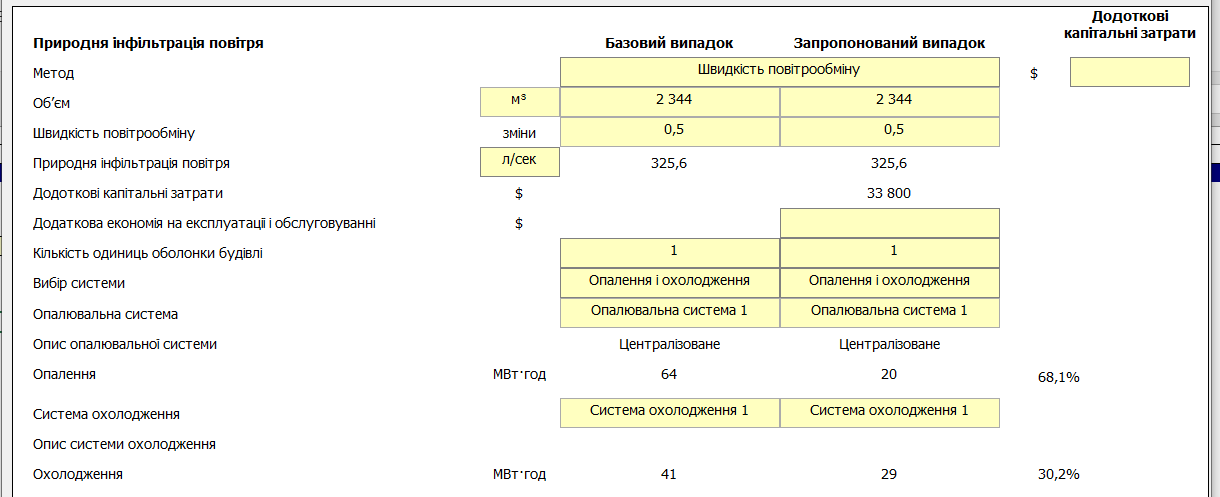 Додоткові
капітальні затрати
Природня інфільтрація повітря Базовий випадок Запропонований випадок
Метод Швидкість повітрообміну $
Об’єм м³ 2 344 2 344
Швидкість повітрообміну зміни 0,5 0,5
Природня інфільтрація повітря л/сек 325,6 325,6
Додоткові капітальні затрати $ 33 800
Додаткова економія на експлуатації і обслуговуванні $
Кількість одиниць оболонки будівлі 1 1
Вибір системи Опалення і охолодження Опалення і охолодження
Опалювальна система Опалювальна система 1 Опалювальна система 1
Опис опалювальної системи Централізоване Централізоване
Опалення МВт·год 64 20 68,1%
Система охолодження Система охолодження 1 Система охолодження 1
Опис системи охолодження
Охолодження МВт·год 41 29 30,2%